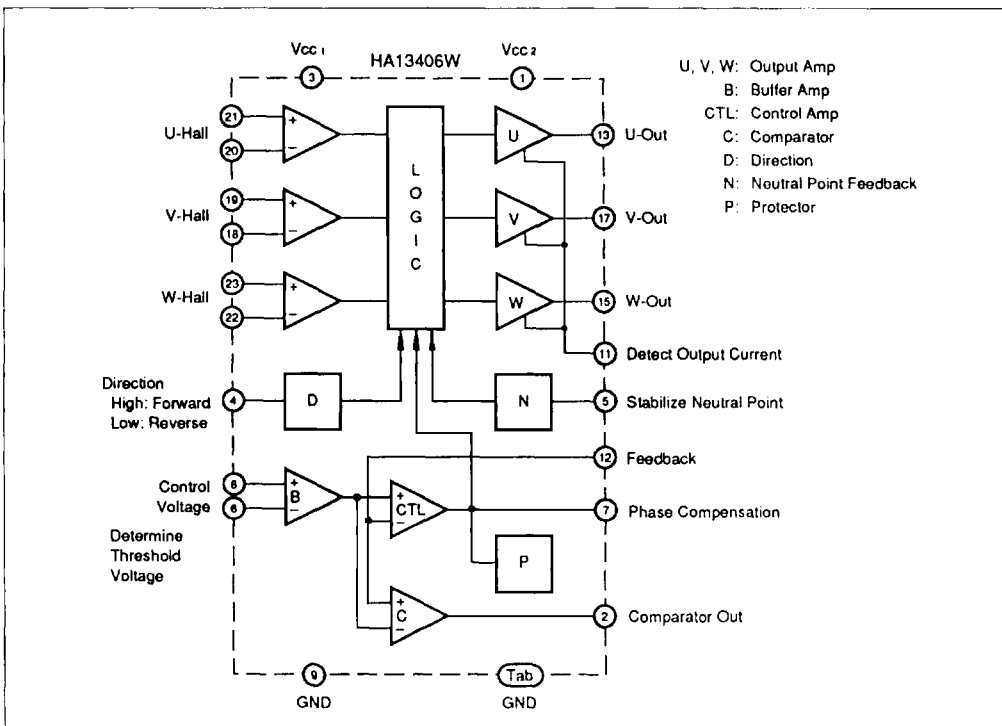 Vcc 1
HA13406W
Vcc 2
3
1
U, V, W: Output Amp
B: Buffer Amp
CTL: Control Amp
C: Comparator
D: Direction
N: Neutral Point Feedback
P: Protector
21
U-Hall
20
+
−
U
13
U-Out
LOGIC
19
V-Hall
18
+
−
V
17
V-Out
23
W-Hall
22
+
−
W
15
W-Out
11
Detect Output Current
Direction
High: Forward
Low: Reverse
4
D
N
5
Stabilize Neutral Point
12
Feedback
Control
Voltage
8
6
+
B
−
+
CTL
−
7
Phase Compensation
Determine
Threshold
Voltage
P
+
C
−
2
Comparator Out
9
GND
Tab
GND